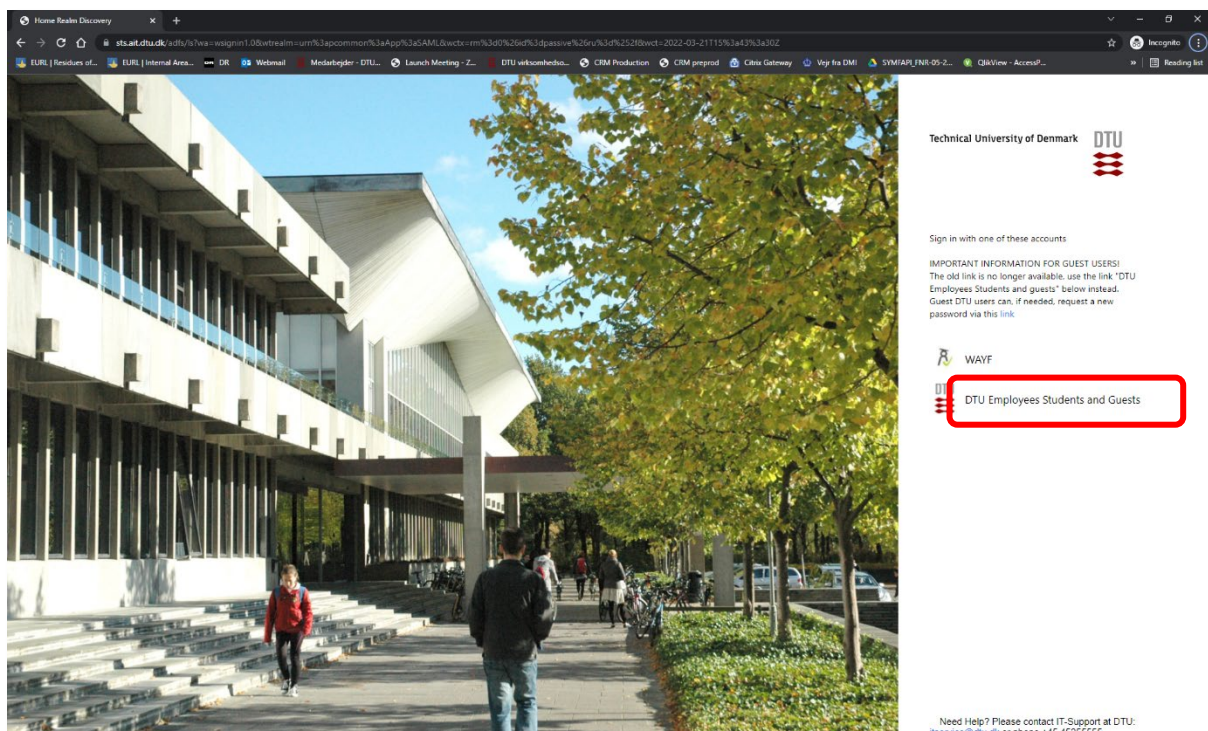 Home Realm Discovery
sts.ait.dtu.dk/adfs/ls?wa=wsignin1.0&wtrealm=urn%3apcommon%3aApp%3aSAML&wctx=rm%3d0%26id%3dpassive%26ru%3d%252f&wct=2022-03-21T15%3a43%3a30Z
Incognito
EURL | Residues of... EURL | Internal Area... DR Webmail Medarbejder - DTU... Launch Meeting - Z... DTU virksomhedso... CRM Production CRM preprod Citrix Gateway Vejr fra DMI SYMFAPI_FNR-05-2... QlikView - AccessP... » Reading list
Technical University of Denmark DTU
Sign in with one of these accounts
IMPORTANT INFORMATION FOR GUEST USERS!
The old link is no longer available, use the link "DTU
Employees Students and guests" below instead.
Guest DTU users can, if needed, request a new
password via this link
WAYF
DTU Employees Students and Guests
Need Help? Please contact IT-Support at DTU: